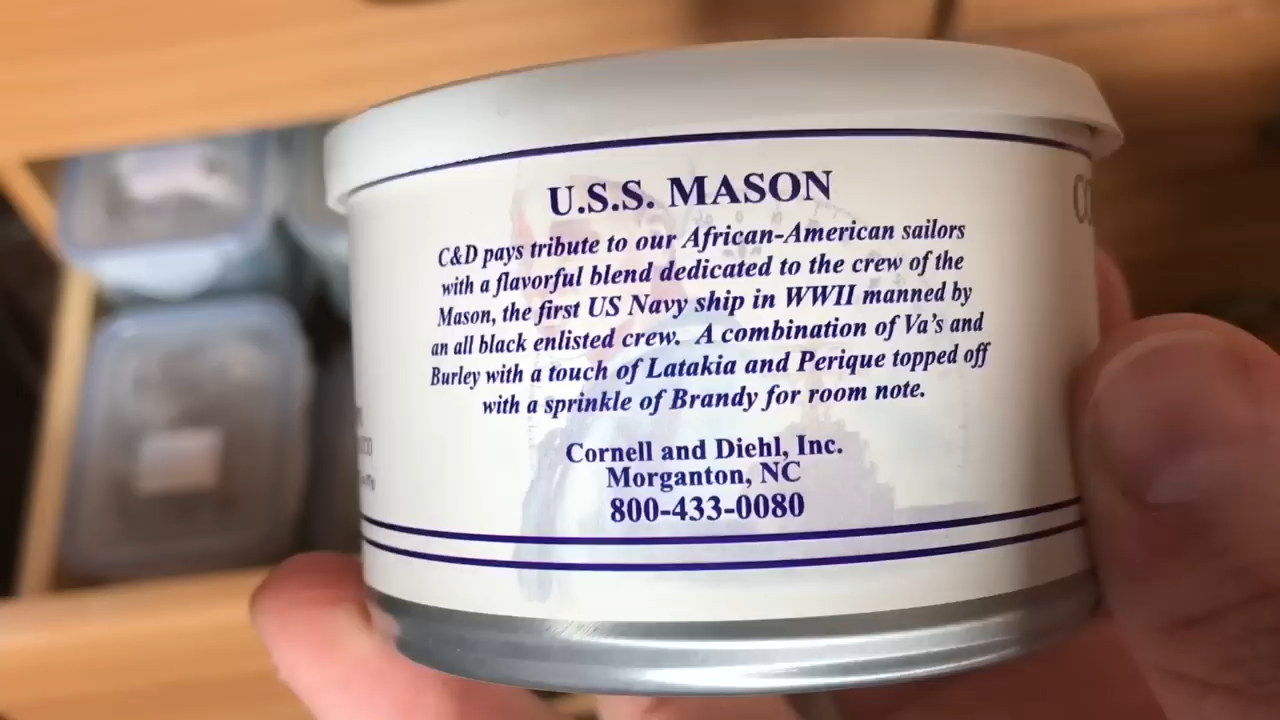 U.S.S. MASON
C&D pays tribute to our African-American sailors
with a flavorful blend dedicated to the crew of the
Mason, the first US Navy ship in WWII manned by
an all black enlisted crew.  A combination of Va's and
Burley with a touch of Latakia and Perique topped off
with a sprinkle of Brandy for room note.
Cornell and Diehl, Inc.
Morganton, NC
800-433-0080